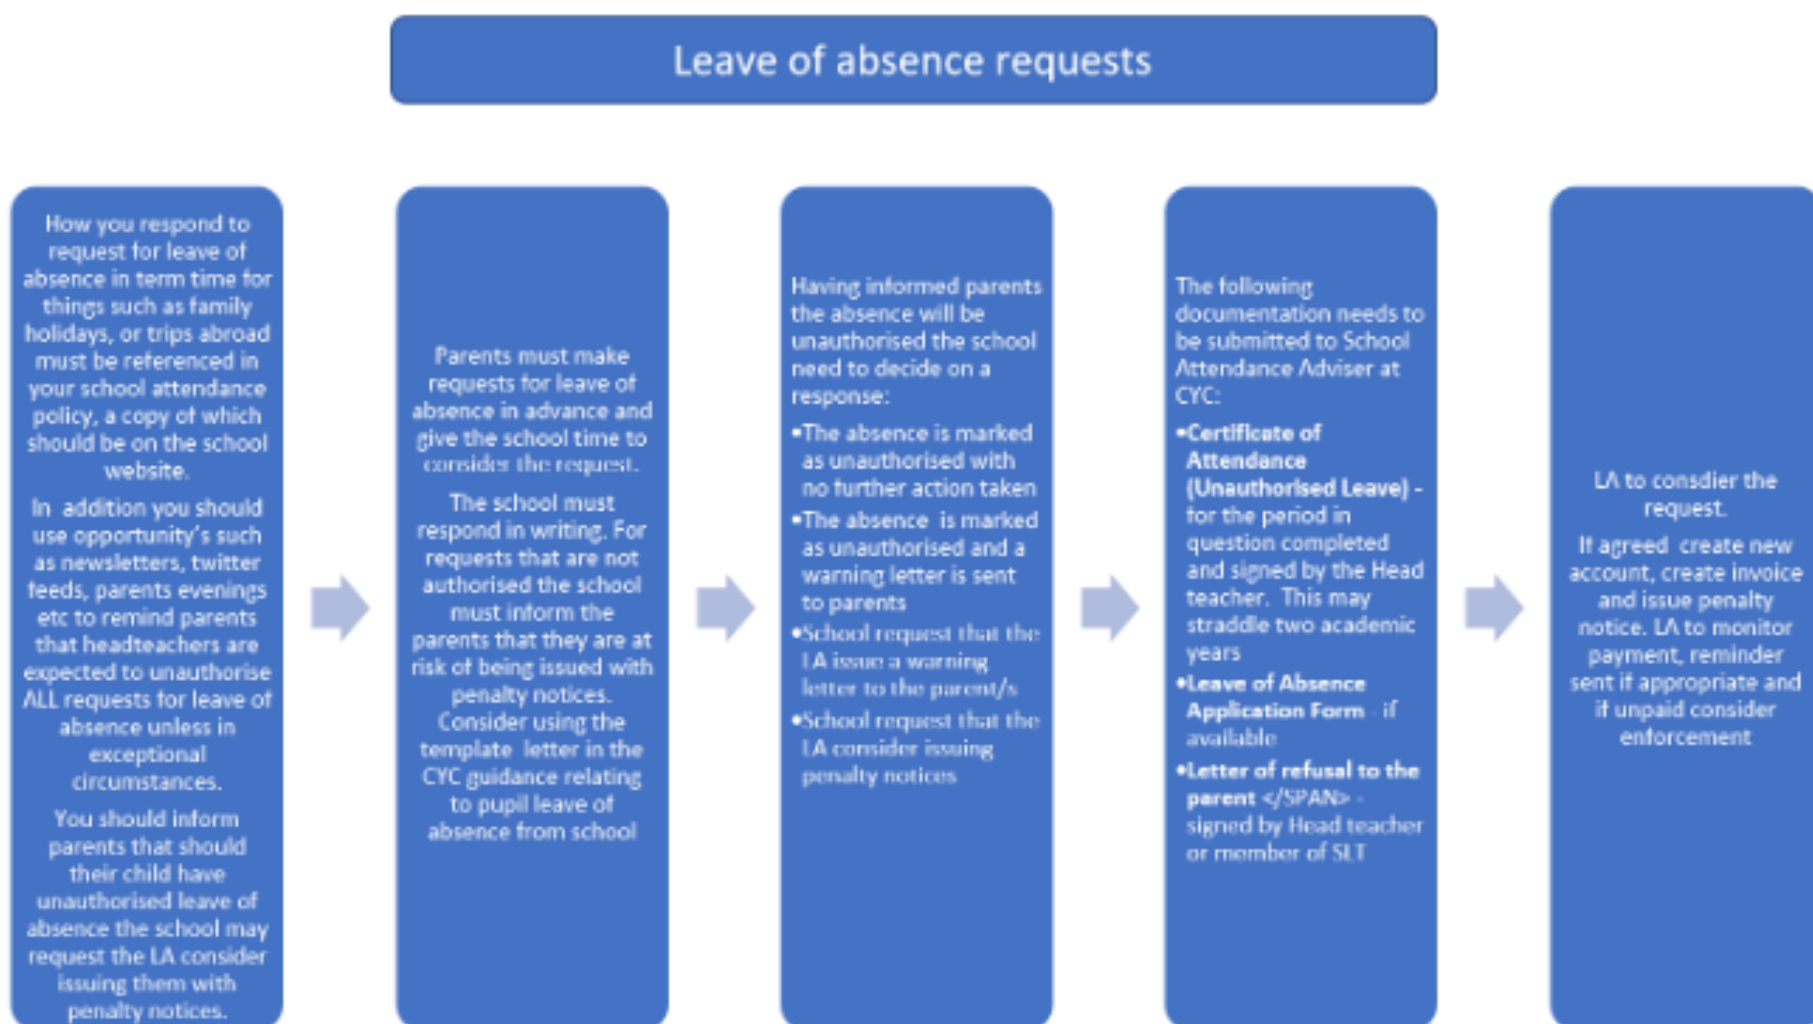 Leave of absence requests
How you respond to
request for leave of
absence in term time for
things such as family
holidays, or trips abroad
must be referenced in
your school attendance
policy, a copy of which
should be on the school
website.
In  addition you should
use opportunity's such
as newsletters, twitter
feeds, parents evenings
etc to remind parents
that headteachers are
expected to unauthorise
ALL requests for leave of
absence unless in
exceptional
circumstances.
You should inform
parents that should
their child have
unauthorised leave of
absence the school may
request the LA consider
issuing them with
penalty notices.
Parents must make
requests for leave of
absence in advance and
give the school time to
consider the request.
The school must
respond in writing. For
requests that are not
authorised the school
must inform the
parents that they are at
risk of being issued with
penalty notices.
Consider using the
template  letter in the
CYC guidance relating
to pupil leave of
absence from school
Having informed parents
the absence will be
unauthorised the school
need to decide on a
response:
•The absence is marked
as unauthorised with
no further action taken
•The absence  is marked
as unauthorised and a
warning letter is sent
to parents
•School request that the
LA issue a warning
letter to the parent/s
•School request that the
LA consider issuing
penalty notices
The following
documentation needs to
be submitted to School
Attendance Adviser at
CYC:
•Certificate of
Attendance
(Unauthorised Leave) -
for the period in
question completed
and signed by the Head
teacher.  This may
straddle two academic
years
•Leave of Absence
Application Form - if
available
•Letter of refusal to the
parent </SPAN> -
signed by Head teacher
or member of SLT
LA to consdier the
request.
If agreed  create new
account, create invoice
and issue penalty
notice. LA to monitor
payment, reminder
sent if appropriate and
if unpaid consider
enforcement